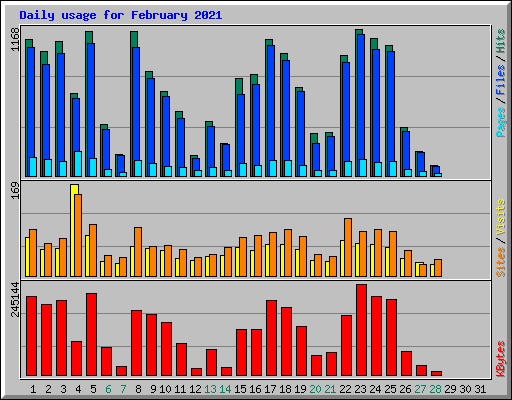 Daily usage for February 2021
1168
Pages / Files / Hits
169
Sites / Visits
245144
KBytes
1 2 3 4 5 6 7 8 9 10 11 12 13 14 15 16 17 18 19 20 21 22 23 24 25 26 27 28 29 30 31